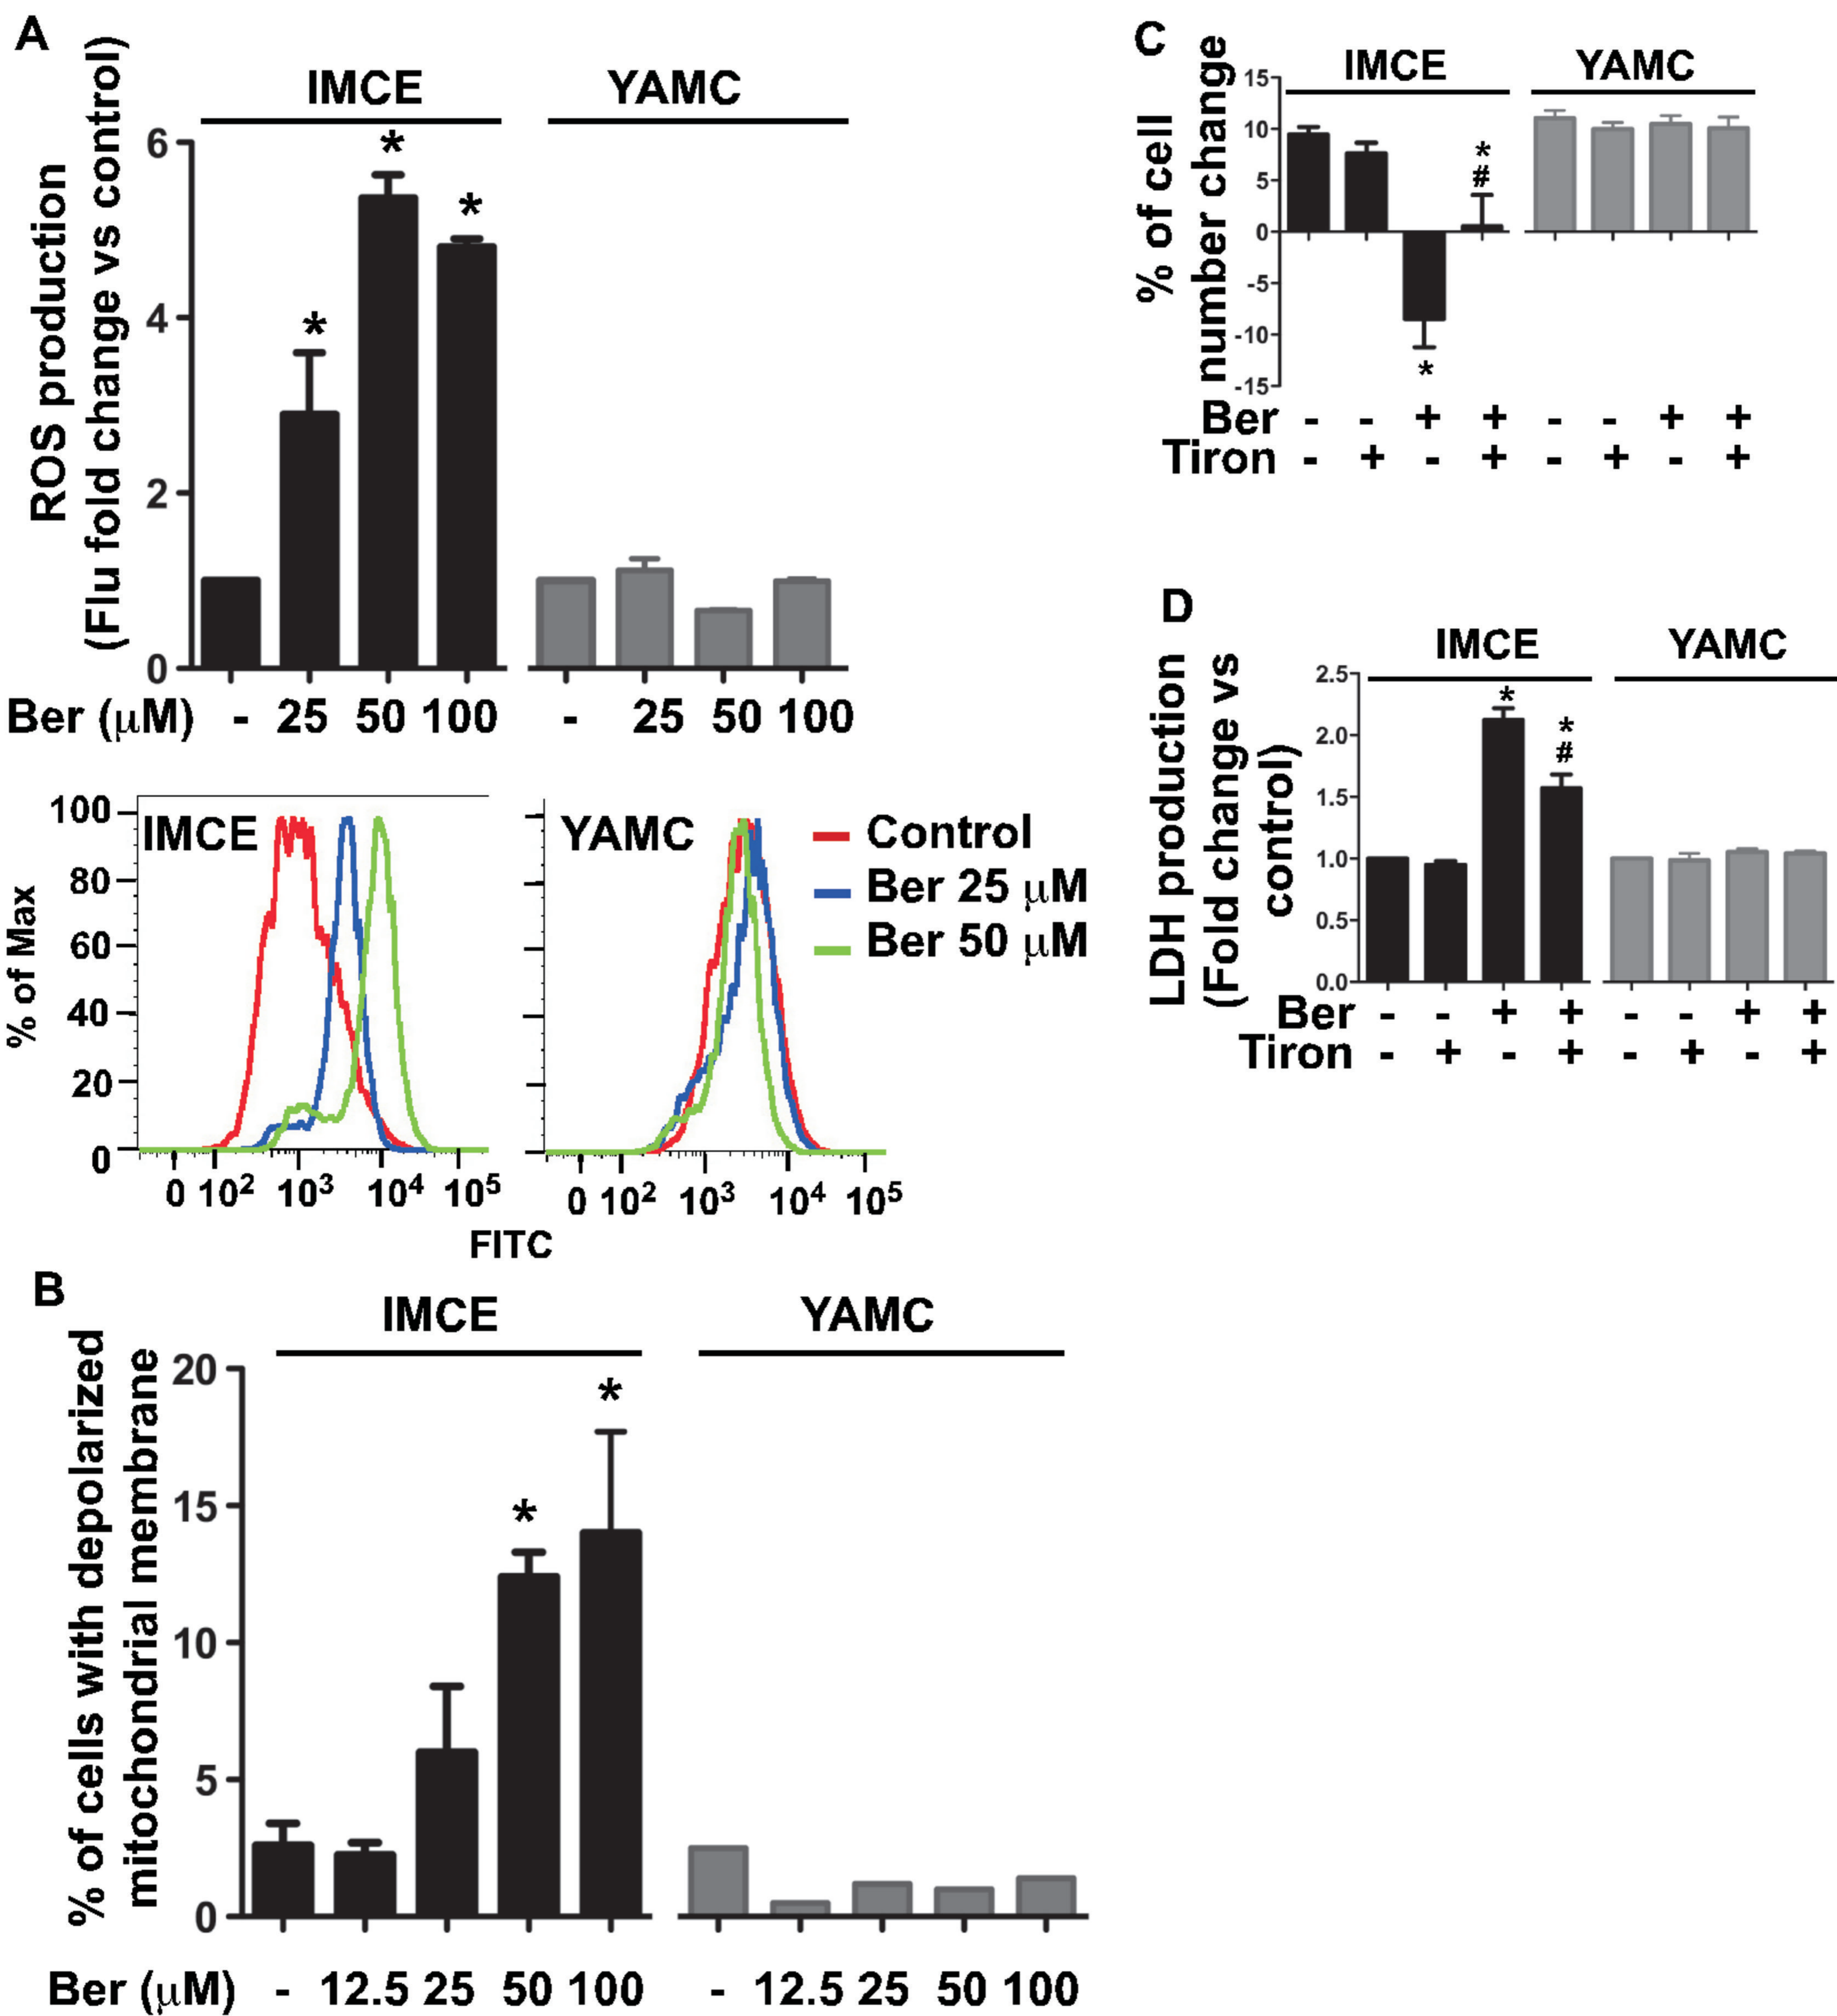 A
ROS production
(Flu fold change vs control)
IMCE YAMC
6
4
2
0
* * *
Ber (μM) - 25 50 100 - 25 50 100
% of Max
100
80
60
40
20
0
IMCE
0 10² 10³ 10⁴ 10⁵
YAMC
0 10² 10³ 10⁴ 10⁵
FITC
Control
Ber 25 μM
Ber 50 μM
B
% of cells with depolarized
mitochondrial membrane
IMCE YAMC
20
15
10
5
0
* *
Ber (μM) - 12.5 25 50 100 - 12.5 25 50 100
C
% of cell
number change
IMCE YAMC
15
10
5
0
-5
-10
-15
*
#
*
Ber - - + + - - + +
Tiron - + - + - + - +
D
LDH production
(Fold change vs
control)
IMCE YAMC
2.5
2.0
1.5
1.0
0.5
0.0
*
*
#
Ber - - + + - - + +
Tiron - + - + - + - +